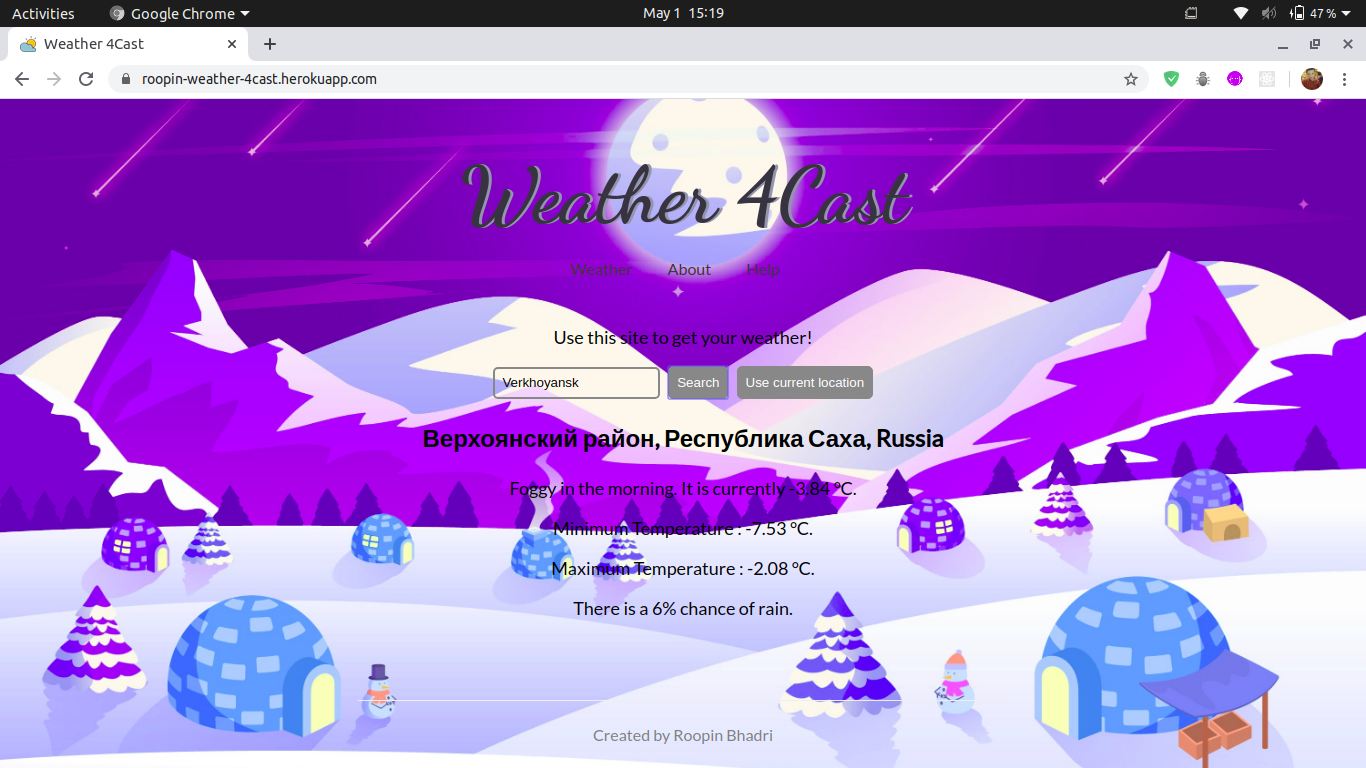 Activities Google Chrome May 1 15:19 47 %
Weather 4Cast
roopin-weather-4cast.herokuapp.com
Weather 4Cast
Weather About Help
Use this site to get your weather!
Verkhoyansk Search Use current location
Верхоянский район, Республика Саха, Russia
Foggy in the morning. It is currently -3.84 ºC.
Minimum Temperature : -7.53 ºC.
Maximum Temperature : -2.08 ºC.
There is a 6% chance of rain.
Created by Roopin Bhadri